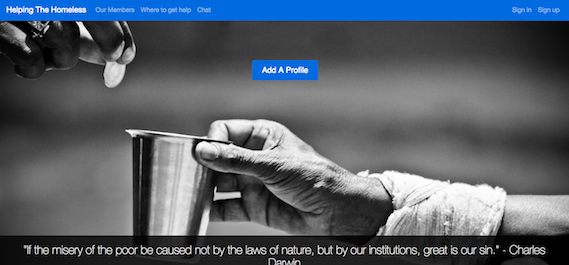 Helping The Homeless
Our Members
Where to get help
Chat
Sign in
Sign up
Add A Profile
"If the misery of the poor be caused not by the laws of nature, but by our institutions, great is our sin." - Charles
Darwin